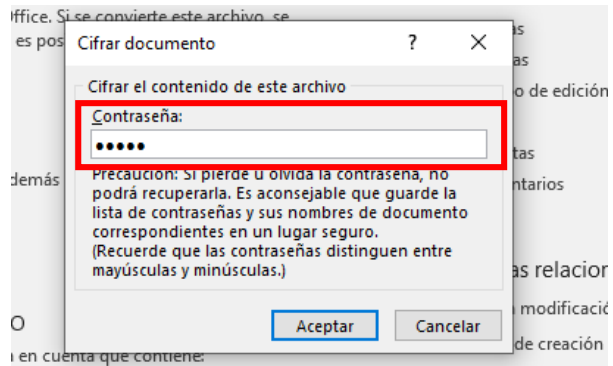 Office. Si se convierte este archivo, se
es pos
Cifrar documento
?
as
as
Cifrar el contenido de este archivo
o de edición
Contraseña:
•••••
tas
Precaución: Si pierde u olvida la contraseña, no
demás
podrá recuperarla. Es aconsejable que guarde la
ntarios
lista de contraseñas y sus nombres de documento
correspondientes en un lugar seguro.
(Recuerde que las contraseñas distinguen entre
mayúsculas y minúsculas.)
as relacion
modificació
O
Aceptar
Cancelar
de creación
en cuenta que contiene: